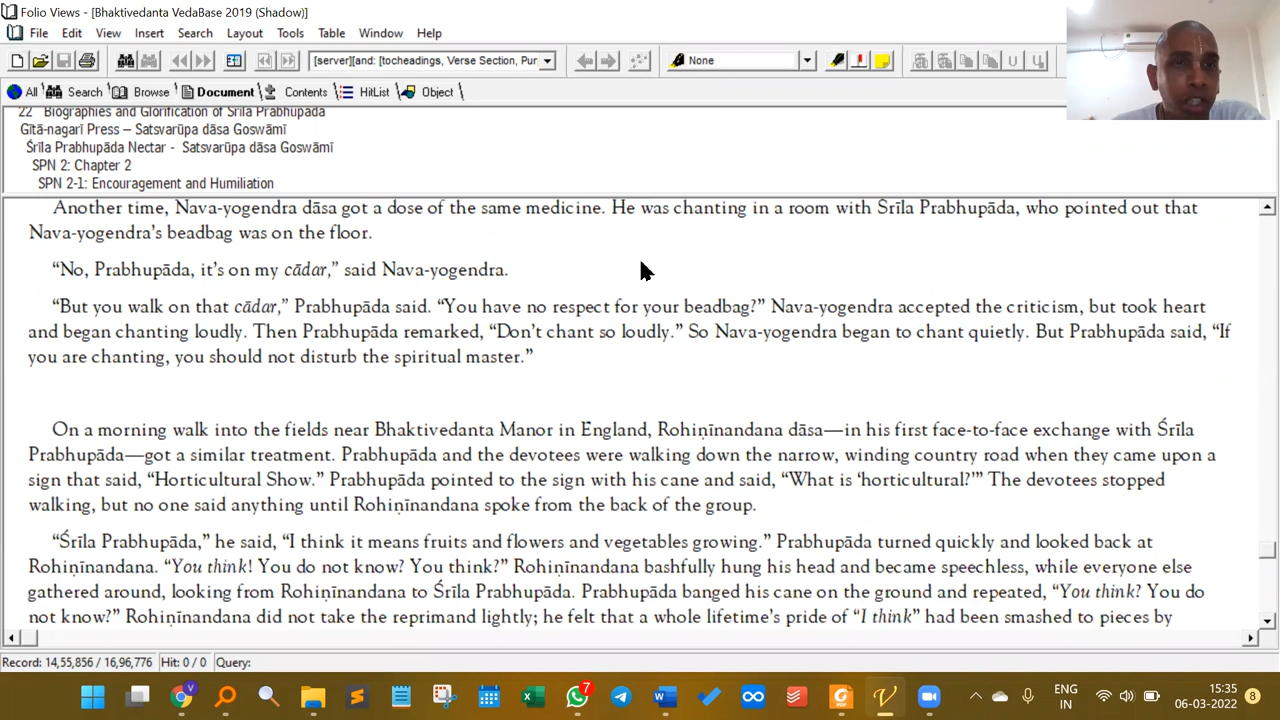 Folio Views - [Bhaktivedanta VedaBase 2019 (Shadow)]
File Edit View Insert Search Layout Tools Table Window Help
[server][and: [tocheadings, Verse Section, Pur None
All Search Browse Document Contents HitList Object
22 Biographies and Glorification of Śrīla Prabhupāda
Gītā-nagarī Press – Satsvarūpa dāsa Goswāmī
Śrīla Prabhupāda Nectar - Satsvarūpa dāsa Goswāmī
SPN 2: Chapter 2
SPN 2-1: Encouragement and Humiliation
Another time, Nava-yogendra dāsa got a dose of the same medicine. He was chanting in a room with Śrīla Prabhupāda, who pointed out that
Nava-yogendra’s beadbag was on the floor.
“No, Prabhupāda, it’s on my cādar,” said Nava-yogendra.
“But you walk on that cādar,” Prabhupāda said. “You have no respect for your beadbag?” Nava-yogendra accepted the criticism, but took heart
and began chanting loudly. Then Prabhupāda remarked, “Don’t chant so loudly.” So Nava-yogendra began to chant quietly. But Prabhupāda said, “If
you are chanting, you should not disturb the spiritual master.”
On a morning walk into the fields near Bhaktivedanta Manor in England, Rohiṇīnandana dāsa—in his first face-to-face exchange with Śrīla
Prabhupāda—got a similar treatment. Prabhupāda and the devotees were walking down the narrow, winding country road when they came upon a
sign that said, “Horticultural Show.” Prabhupāda pointed to the sign with his cane and said, “What is ‘horticultural?’” The devotees stopped
walking, but no one said anything until Rohiṇīnandana spoke from the back of the group.
“Śrīla Prabhupāda,” he said, “I think it means fruits and flowers and vegetables growing.” Prabhupāda turned quickly and looked back at
Rohiṇīnandana. “You think! You do not know? You think?” Rohiṇīnandana bashfully hung his head and became speechless, while everyone else
gathered around, looking from Rohiṇīnandana to Śrīla Prabhupāda. Prabhupāda banged his cane on the ground and repeated, “You think? You do
not know?” Rohiṇīnandana did not take the reprimand lightly; he felt that a whole lifetime’s pride of “I think” had been smashed to pieces by
Record: 14,55,856 / 16,96,776 Hit: 0 / 0 Query:
7
ENG
IN
15:35
06-03-2022
8